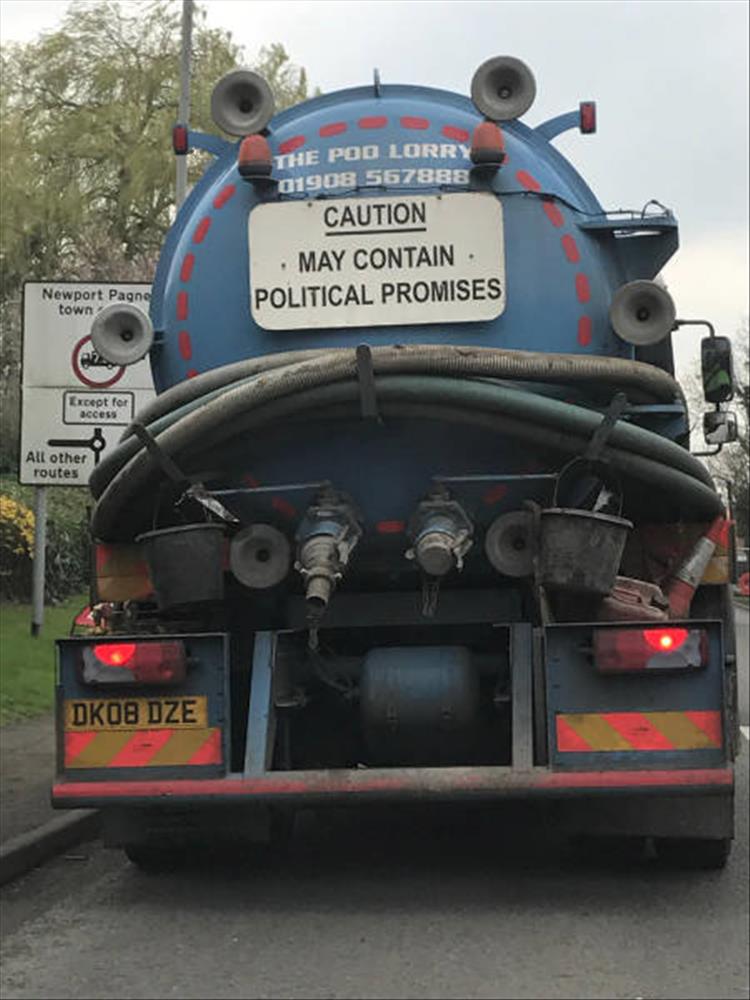 THE POO LORRY
01908 567888
CAUTION
MAY CONTAIN
POLITICAL PROMISES
Newport Pagne
town
Except for
access
All other
routes
DK08 DZE